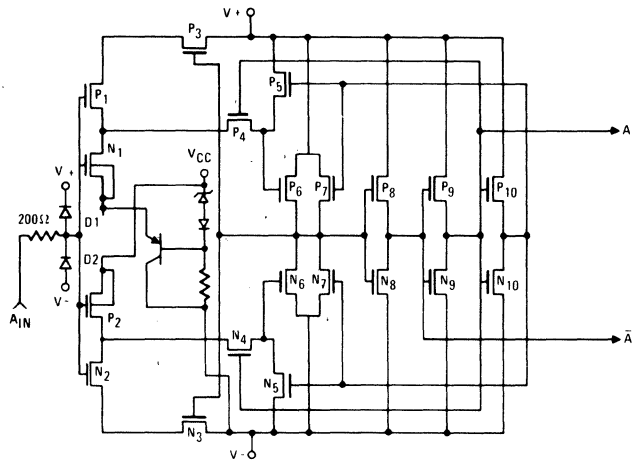 V+
P3
P1
P5
P4
A
N1
VCC
V+
P6
P7
P8
P9
P10
200Ω
D1
D2
N6
N7
N8
N9
N10
V-
AIN
P2
N4
Ā
N2
N5
N3
V-